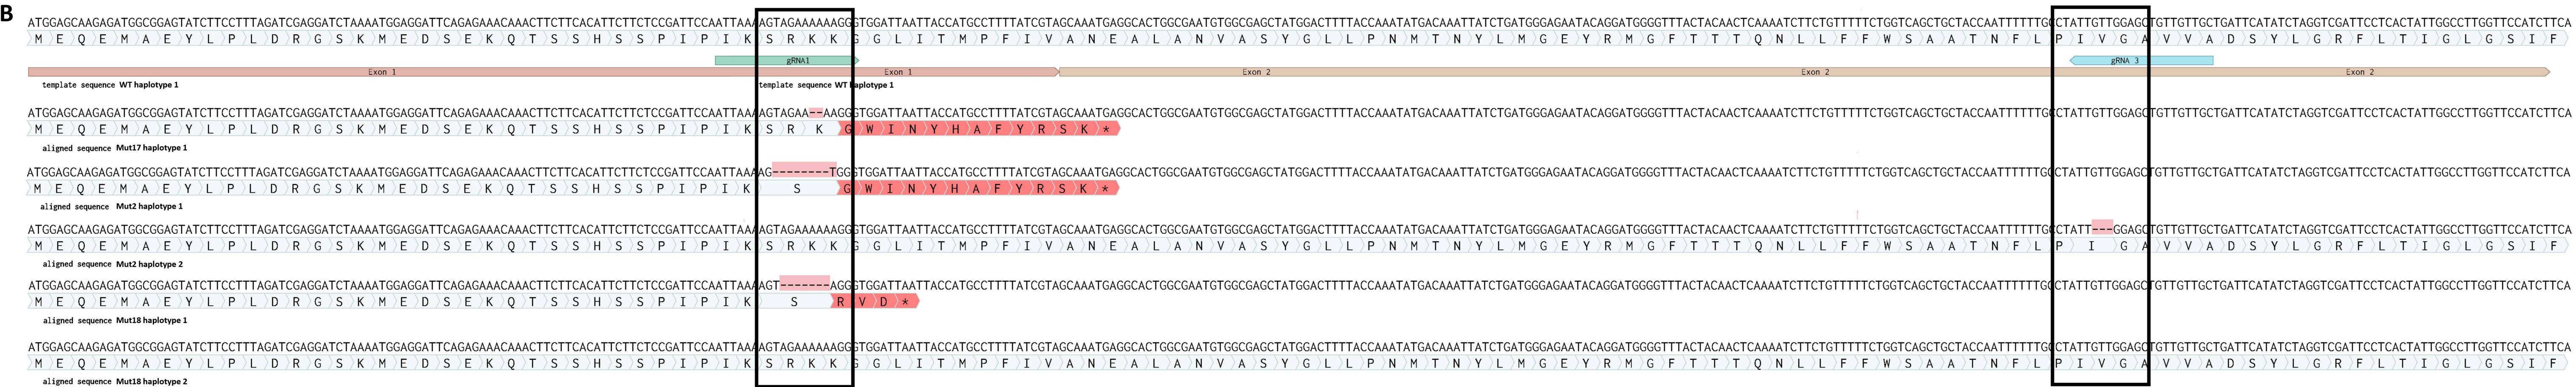 B
ATGGAGCAAGAGATGGCGGAGTATCTTCCTTTAGATCGAGGATCTAAAATGGAGGATTCAGAGAAACAAACTTCTTCACATTCTTCTCCGATTCCAATTAAAAGTAGAAAAAAGGGTGGATTAATTACCATGCCTTTTATCGTAGCAAATGAGGCACTGGCGAATGTGGCGAGCTATGGACTTTTACCAAATATGACAAATTATCTGATGGGAGAATACAGGATGGGGTTTACTACAACTCAAAATCTTCTGTTTTTCTGGTCAGCTGCTACCAATTTTTTGCCTATTGTTGGAGCTGTTGTTGCTGATTCATATCTAGGTCGATTCCTCACTATTGGCCTTGGTTCCATCTTCA
M E Q E M A E Y L P L D R G S K M E D S E K Q T S S H S S P I P I K S R K K G G L I T M P F I V A N E A L A N V A S Y G L L P N M T N Y L M G E Y R M G F T T T Q N L L F F W S A A T N F L P I V G A V V A D S Y L G R F L T I G L G S I F
gRNA1 gRNA 3
Exon 1 Exon 1 Exon 2 Exon 2 Exon 2
template sequence WT haplotype 1 template sequence WT haplotype 1
ATGGAGCAAGAGATGGCGGAGTATCTTCCTTTAGATCGAGGATCTAAAATGGAGGATTCAGAGAAACAAACTTCTTCACATTCTTCTCCGATTCCAATTAAAAGTAGAA--AAGGGTGGATTAATTACCATGCCTTTTATCGTAGCAAATGAGGCACTGGCGAATGTGGCGAGCTATGGACTTTTACCAAATATGACAAATTATCTGATGGGAGAATACAGGATGGGGTTTACTACAACTCAAAATCTTCTGTTTTTCTGGTCAGCTGCTACCAATTTTTTGCCTATTGTTGGAGCTGTTGTTGCTGATTCATATCTAGGTCGATTCCTCACTATTGGCCTTGGTTCCATCTTCA
M E Q E M A E Y L P L D R G S K M E D S E K Q T S S H S S P I P I K S R K G W I N Y H A F Y R S K *
aligned sequence Mut17 haplotype 1
ATGGAGCAAGAGATGGCGGAGTATCTTCCTTTAGATCGAGGATCTAAAATGGAGGATTCAGAGAAACAAACTTCTTCACATTCTTCTCCGATTCCAATTAAAAG--------TGGGTGGATTAATTACCATGCCTTTTATCGTAGCAAATGAGGCACTGGCGAATGTGGCGAGCTATGGACTTTTACCAAATATGACAAATTATCTGATGGGAGAATACAGGATGGGGTTTACTACAACTCAAAATCTTCTGTTTTTCTGGTCAGCTGCTACCAATTTTTTGCCTATTGTTGGAGCTGTTGTTGCTGATTCATATCTAGGTCGATTCCTCACTATTGGCCTTGGTTCCATCTTCA
M E Q E M A E Y L P L D R G S K M E D S E K Q T S S H S S P I P I K S G W I N Y H A F Y R S K *
aligned sequence Mut2 haplotype 1
ATGGAGCAAGAGATGGCGGAGTATCTTCCTTTAGATCGAGGATCTAAAATGGAGGATTCAGAGAAACAAACTTCTTCACATTCTTCTCCGATTCCAATTAAAAGTAGAAAAAAGGGTGGATTAATTACCATGCCTTTTATCGTAGCAAATGAGGCACTGGCGAATGTGGCGAGCTATGGACTTTTACCAAATATGACAAATTATCTGATGGGAGAATACAGGATGGGGTTTACTACAACTCAAAATCTTCTGTTTTTCTGGTCAGCTGCTACCAATTTTTTGCCTATT---GGAGCTGTTGTTGCTGATTCATATCTAGGTCGATTCCTCACTATTGGCCTTGGTTCCATCTTCA
M E Q E M A E Y L P L D R G S K M E D S E K Q T S S H S S P I P I K S R K K G G L I T M P F I V A N E A L A N V A S Y G L L P N M T N Y L M G E Y R M G F T T T Q N L L F F W S A A T N F L P I G A V V A D S Y L G R F L T I G L G S I F
aligned sequence Mut2 haplotype 2
ATGGAGCAAGAGATGGCGGAGTATCTTCCTTTAGATCGAGGATCTAAAATGGAGGATTCAGAGAAACAAACTTCTTCACATTCTTCTCCGATTCCAATTAAAAGT-------AGGGTGGATTAATTACCATGCCTTTTATCGTAGCAAATGAGGCACTGGCGAATGTGGCGAGCTATGGACTTTTACCAAATATGACAAATTATCTGATGGGAGAATACAGGATGGGGTTTACTACAACTCAAAATCTTCTGTTTTTCTGGTCAGCTGCTACCAATTTTTTGCCTATTGTTGGAGCTGTTGTTGCTGATTCATATCTAGGTCGATTCCTCACTATTGGCCTTGGTTCCATCTTCA
M E Q E M A E Y L P L D R G S K M E D S E K Q T S S H S S P I P I K S R V D *
aligned sequence Mut18 haplotype 1
ATGGAGCAAGAGATGGCGGAGTATCTTCCTTTAGATCGAGGATCTAAAATGGAGGATTCAGAGAAACAAACTTCTTCACATTCTTCTCCGATTCCAATTAAAAGTAGAAAAAAGGGTGGATTAATTACCATGCCTTTTATCGTAGCAAATGAGGCACTGGCGAATGTGGCGAGCTATGGACTTTTACCAAATATGACAAATTATCTGATGGGAGAATACAGGATGGGGTTTACTACAACTCAAAATCTTCTGTTTTTCTGGTCAGCTGCTACCAATTTTTTGCCTATTGTTGGAGCTGTTGTTGCTGATTCATATCTAGGTCGATTCCTCACTATTGGCCTTGGTTCCATCTTCA
M E Q E M A E Y L P L D R G S K M E D S E K Q T S S H S S P I P I K S R K K G G L I T M P F I V A N E A L A N V A S Y G L L P N M T N Y L M G E Y R M G F T T T Q N L L F F W S A A T N F L P I V G A V V A D S Y L G R F L T I G L G S I F
aligned sequence Mut18 haplotype 2